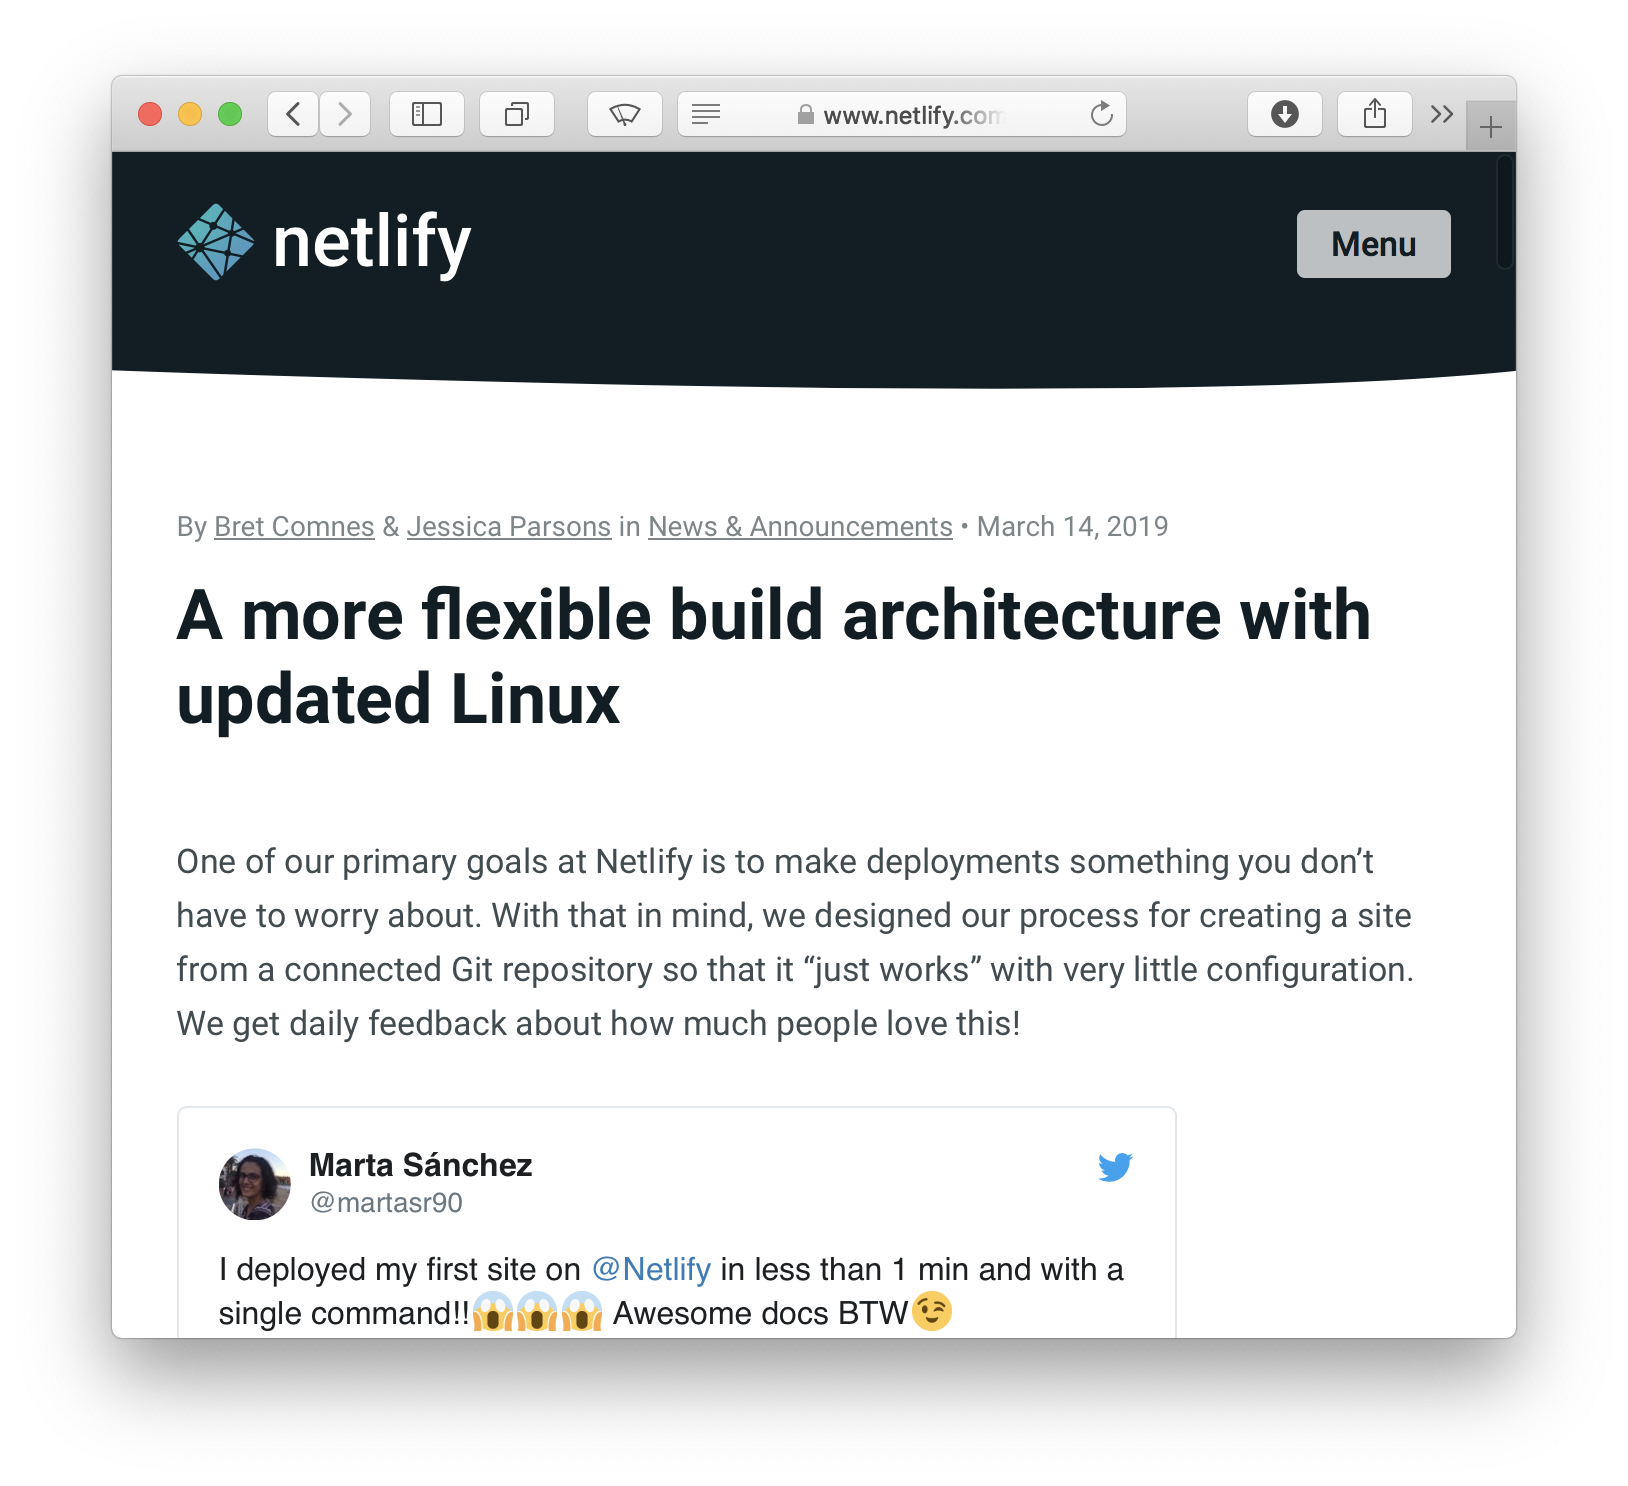 www.netlify.com
netlify
Menu
By Bret Comnes & Jessica Parsons in News & Announcements • March 14, 2019
A more flexible build architecture with
updated Linux
One of our primary goals at Netlify is to make deployments something you don’t
have to worry about. With that in mind, we designed our process for creating a site
from a connected Git repository so that it “just works” with very little configuration.
We get daily feedback about how much people love this!
Marta Sánchez
@martasr90
I deployed my first site on @Netlify in less than 1 min and with a
single command!!😱😱😱 Awesome docs BTW😉